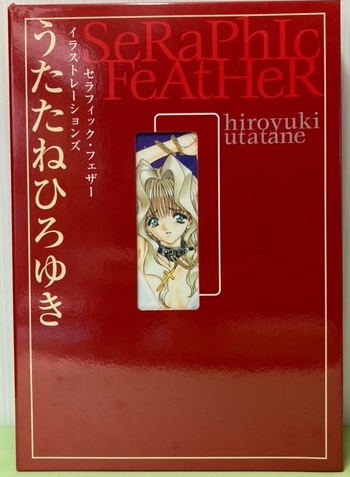 SeRaPhIc
FeAtHeR
hiroyuki
utatane
セラフィック・フェザー
イラストレーションズ
うたたねひろゆき